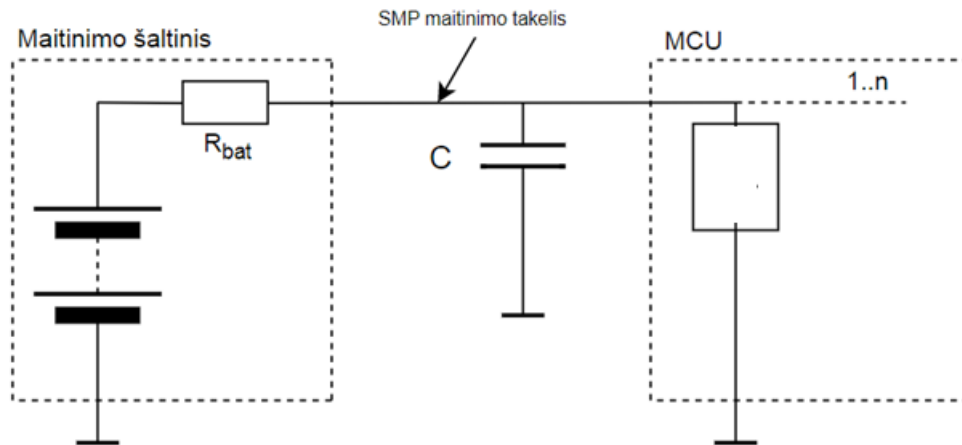 SMP maitinimo takelis
Maitinimo šaltinis
MCU
1..n
Rbat
C